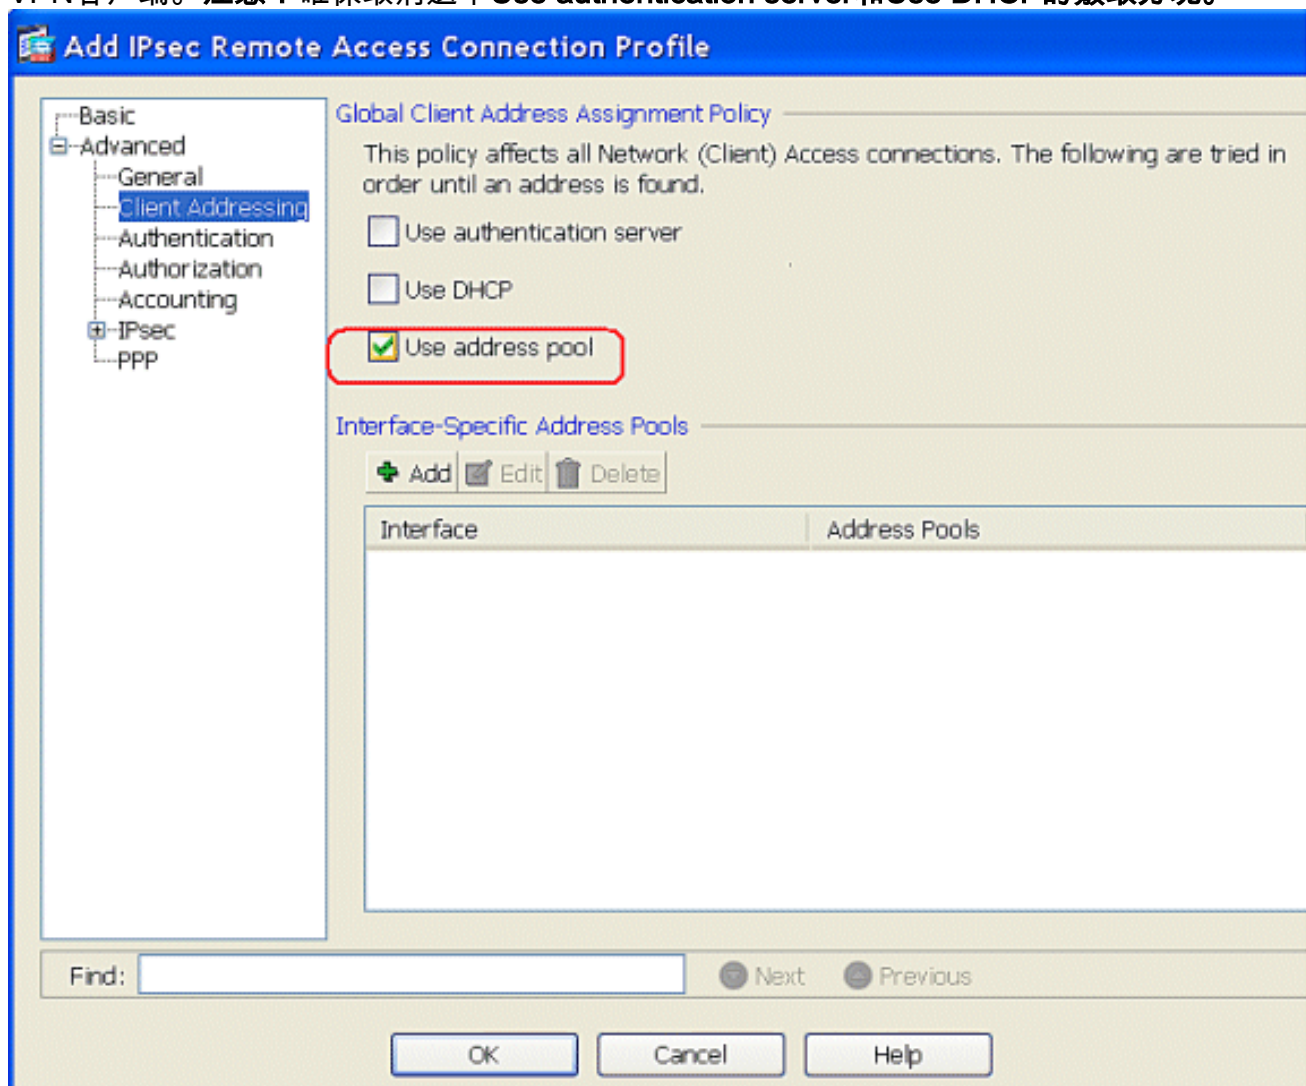 Add IPsec Remote Access Connection Profile
Basic
Advanced
General
Client Addressing
Authentication
Authorization
Accounting
IPsec
PPP
Global Client Address Assignment Policy
This policy affects all Network (Client) Access connections. The following are tried in
order until an address is found.
Use authentication server
Use DHCP
Use address pool
Interface-Specific Address Pools
Add Edit Delete
Interface Address Pools
Find: Next Previous
OK Cancel Help